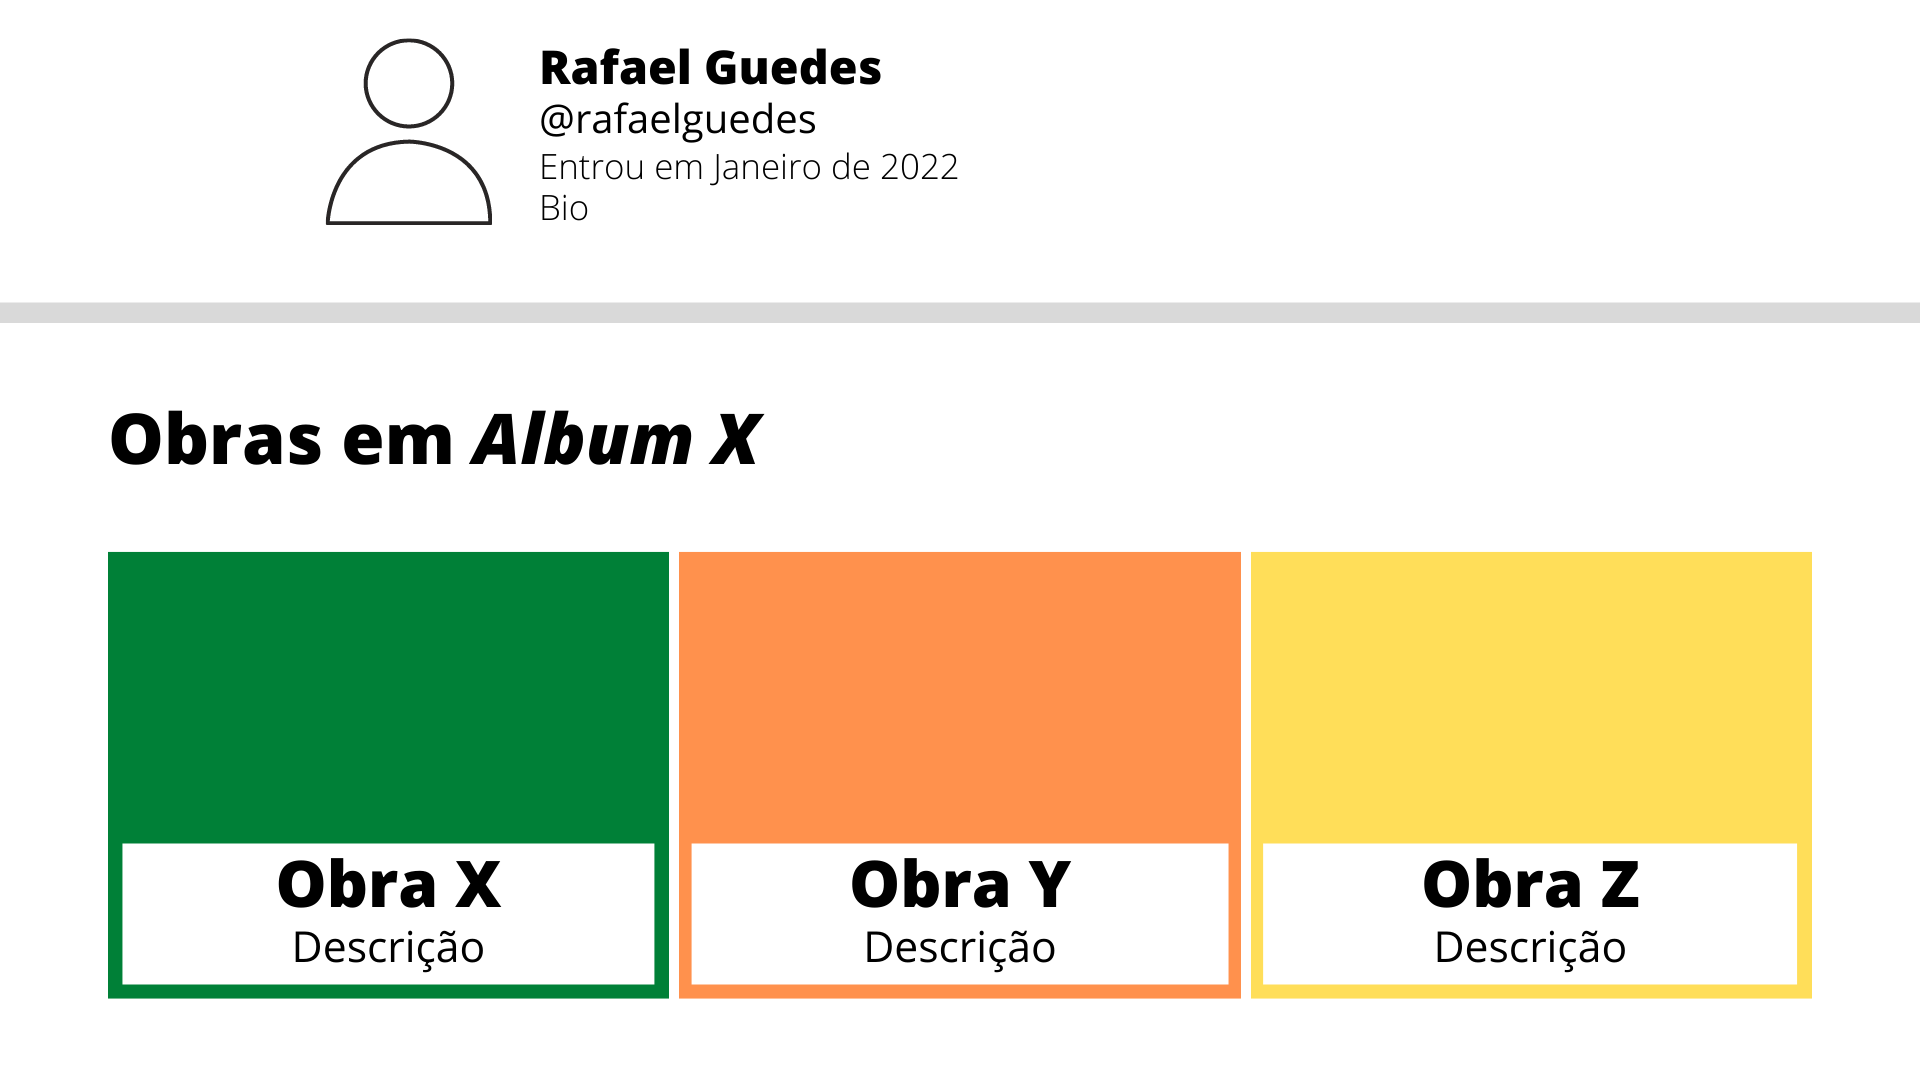 Rafael Guedes
@rafaelguedes
Entrou em Janeiro de 2022
Bio
Obras em Album X
Obra X
Descrição
Obra Y
Descrição
Obra Z
Descrição